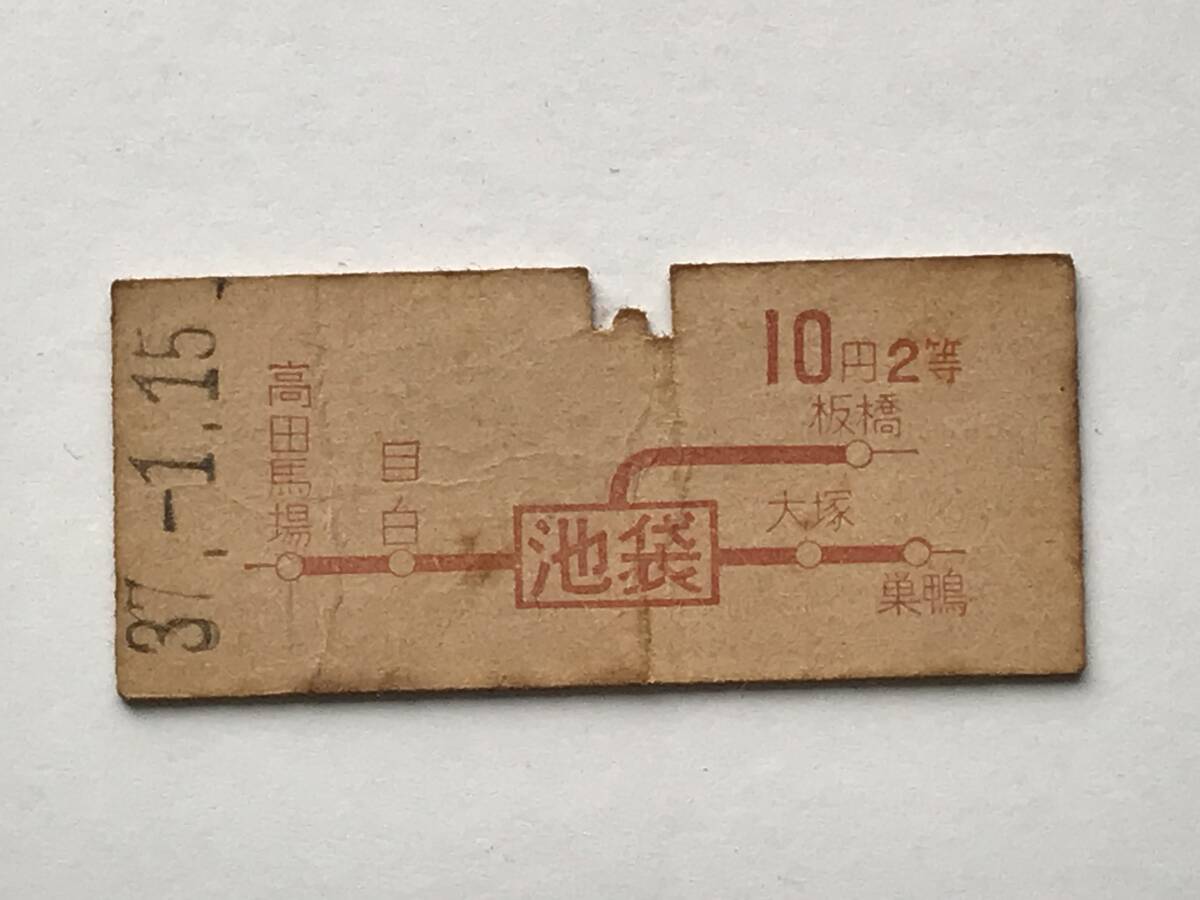 37.-1.15
10円2等
板橋
高田馬場
目白
池袋
大塚
巣鴨